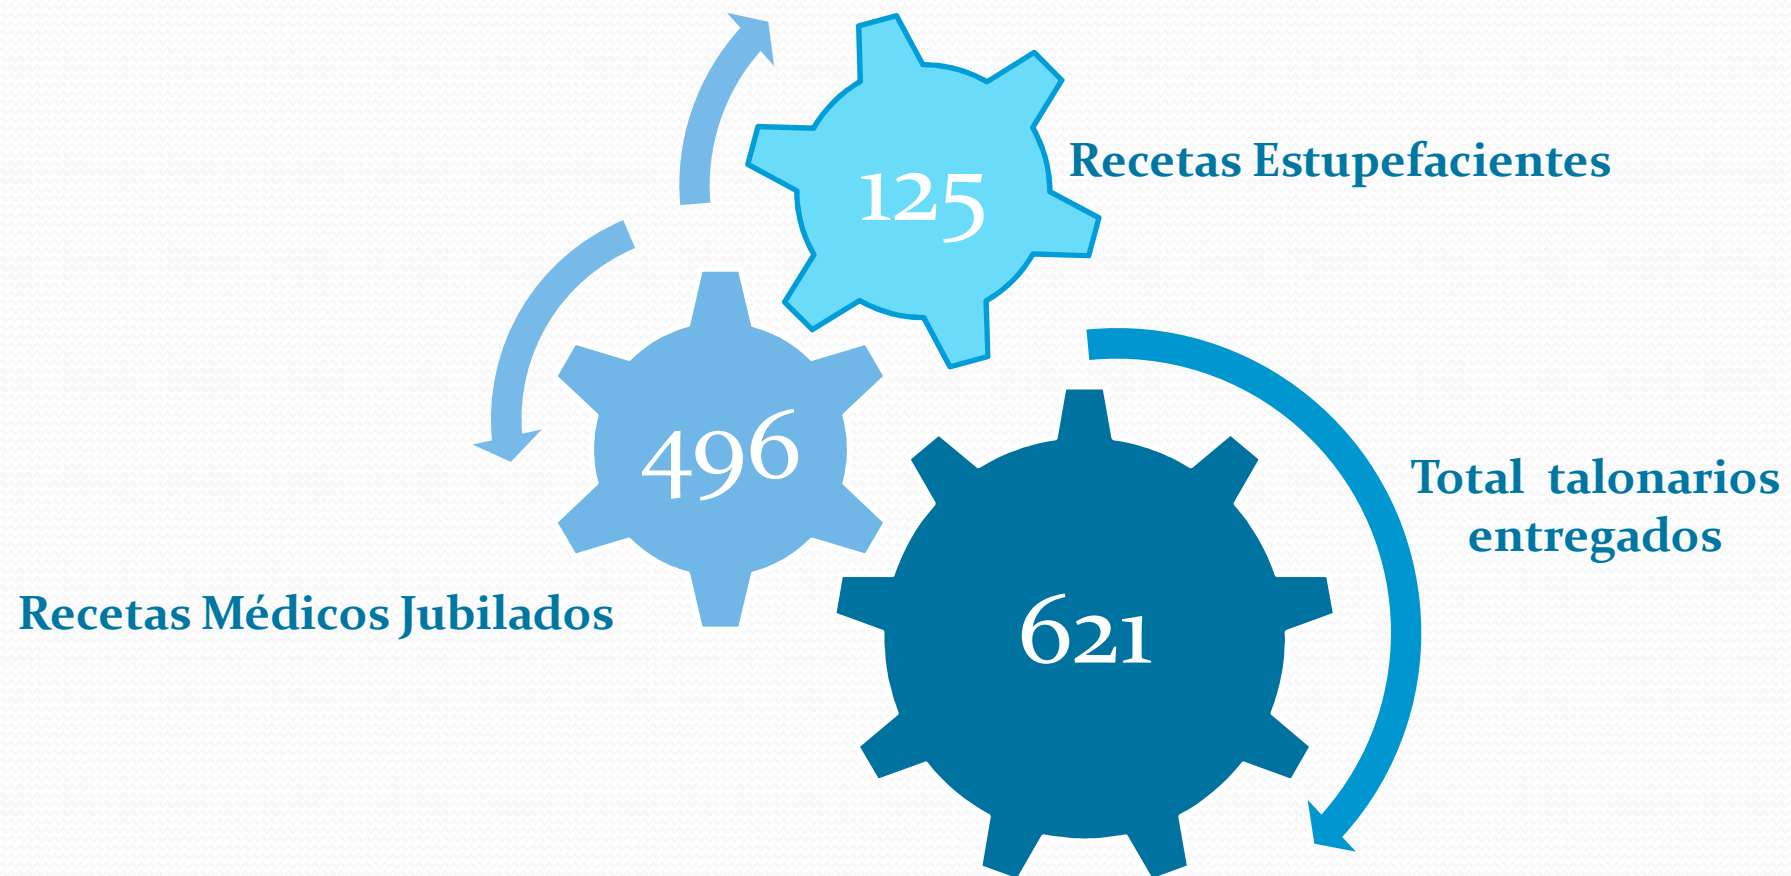 125
Recetas Estupefacientes
496
Recetas Médicos Jubilados
Total talonarios
entregados
621